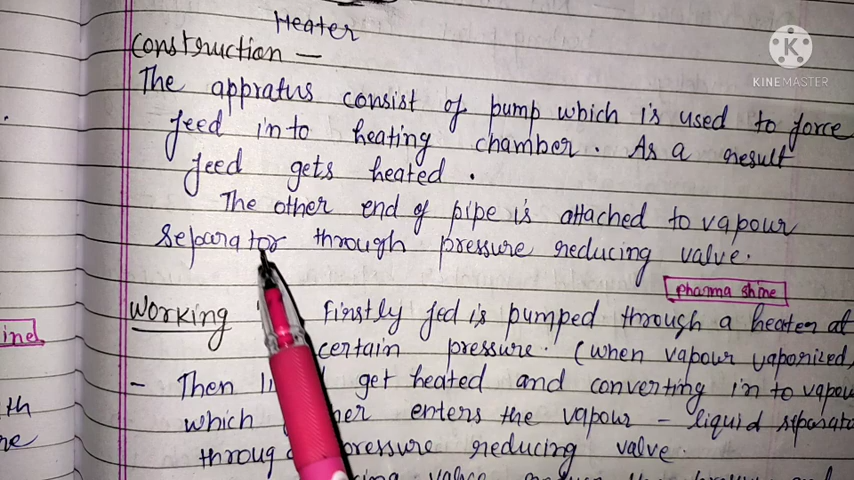 Heater
Construction —
KINEMASTER
The appratus consist of pump which is used to force
feed in to heating chamber. As a result
feed gets heated.
The other end of pipe is attached to vapour
separator through pressure reducing valve.
pharma shine
Working Firstly fed is pumped through a heater at
certain pressure. (when vapour vaporized,
- Then get heated and converting in to vapou
which enters the vapour - liquid separato
throug pressure reducing valve.